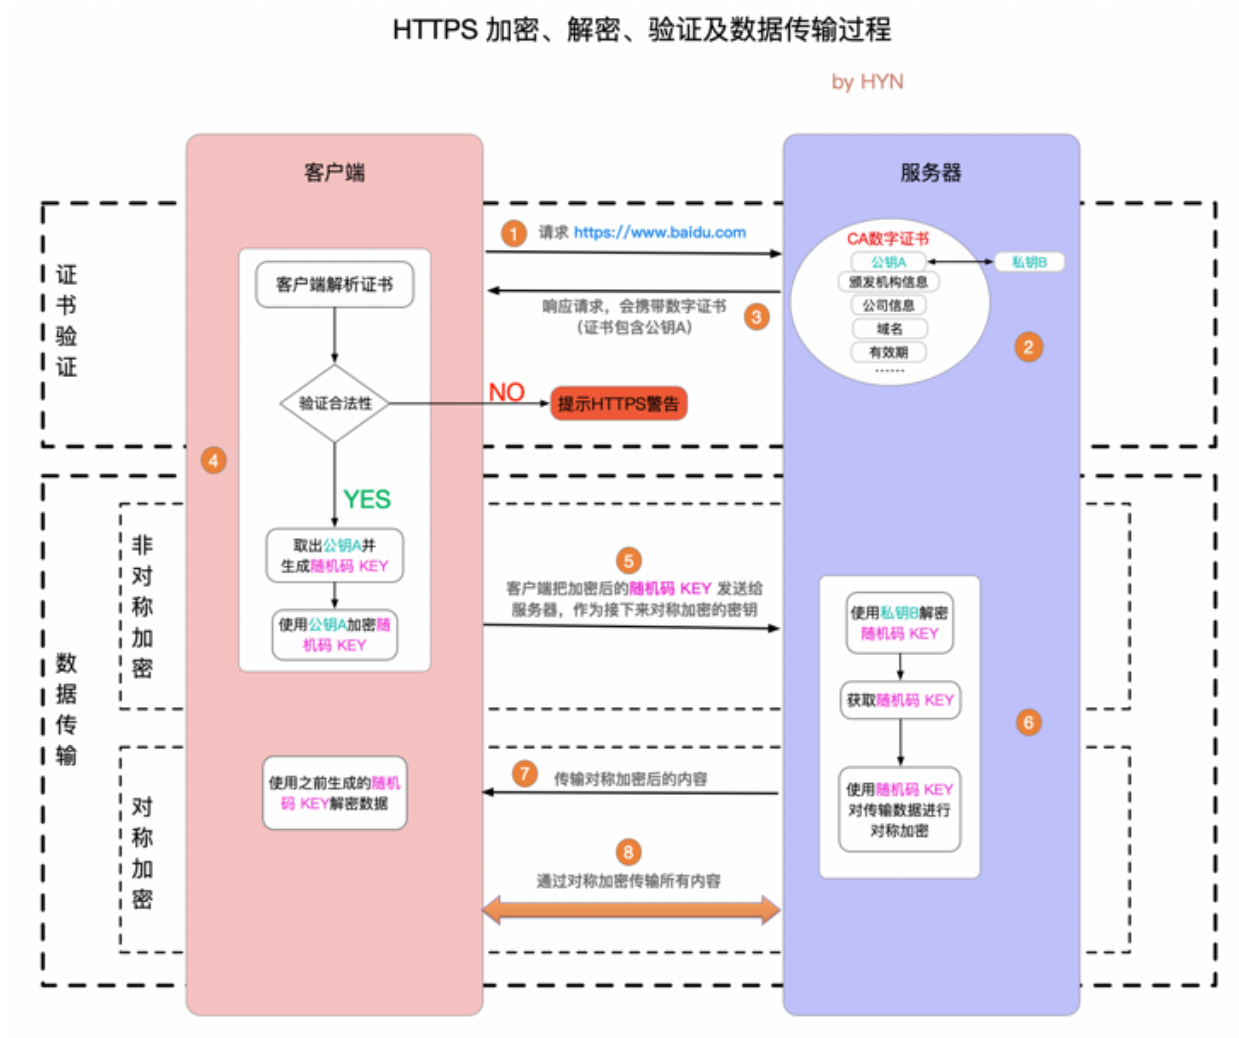 HTTPS 加密、解密、验证及数据传输过程
by HYN
客户端
服务器
证
书
验
证
1
请求 https://www.baidu.com
CA数字证书
公钥A
私钥B
颁发机构信息
公司信息
域名
有效期
······
2
响应请求，会携带数字证书
（证书包含公钥A）
3
客户端解析证书
验证合法性
NO
提示HTTPS警告
4
YES
数
据
传
输
非
对
称
加
密
取出公钥A并
生成随机码 KEY
使用公钥A加密随
机码 KEY
5
客户端把加密后的随机码 KEY 发送给
服务器，作为接下来对称加密的密钥
使用私钥B解密
随机码 KEY
获取随机码 KEY
6
使用随机码 KEY
对传输数据进行
对称加密
对
称
加
密
7
传输对称加密后的内容
使用之前生成的随机
码 KEY解密数据
8
通过对称加密传输所有内容